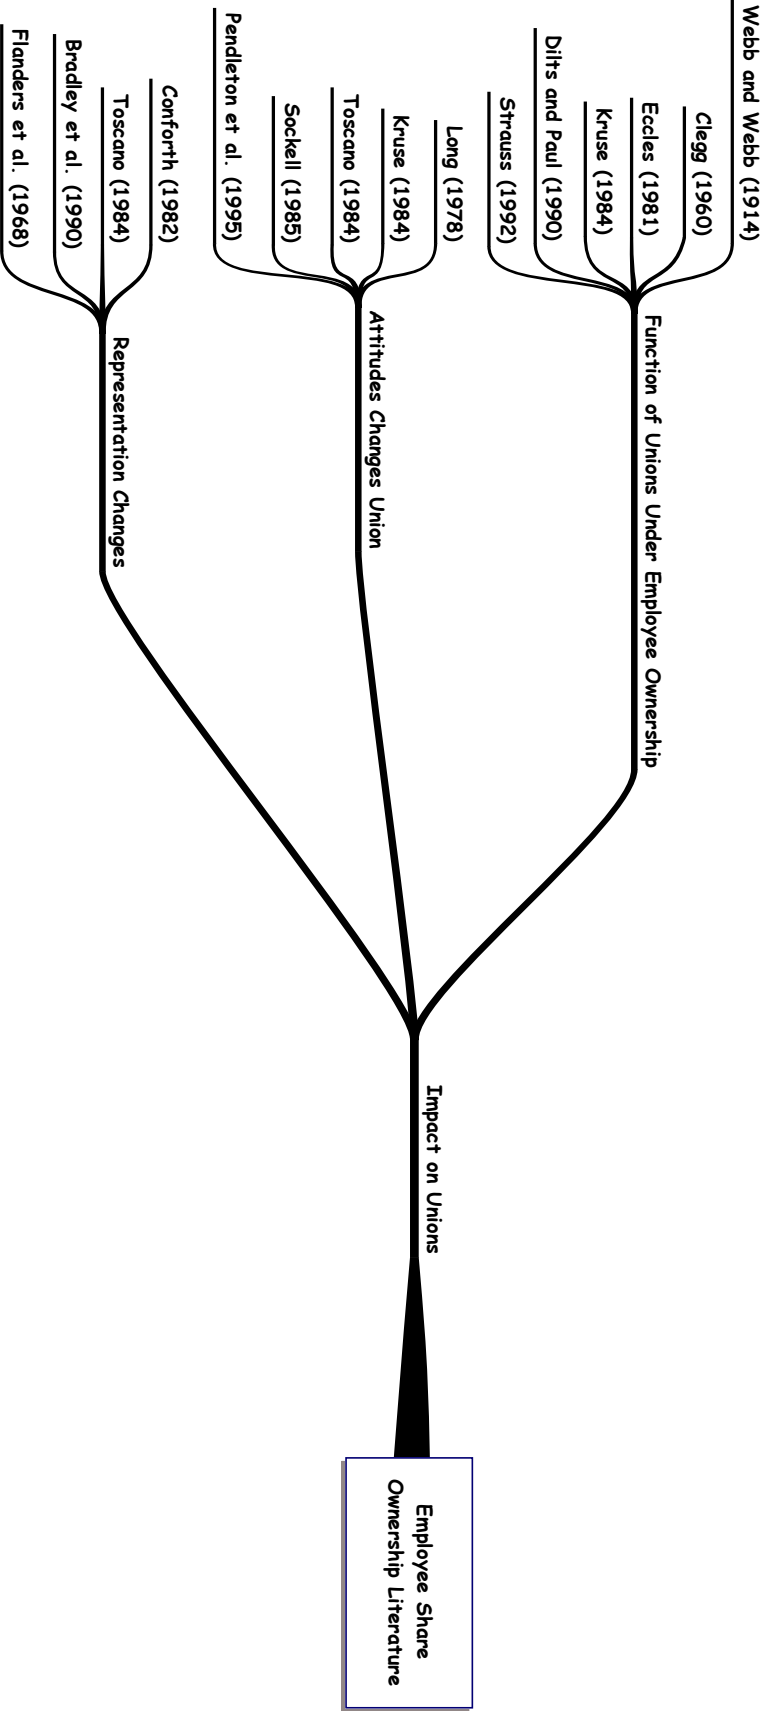 Webb and Webb (1914)
Clegg (1960)
Eccles (1981)
Kruse (1984)
Dilts and Paul (1990)
Strauss (1992)
Function of Unions Under Employee Ownership
Long (1978)
Kruse (1984)
Toscano (1984)
Sockell (1985)
Pendleton et al. (1995)
Attitudes Changes Union
Conforth (1982)
Toscano (1984)
Bradley et al. (1990)
Flanders et al. (1968)
Representation Changes
Impact on Unions
Employee Share
Ownership Literature